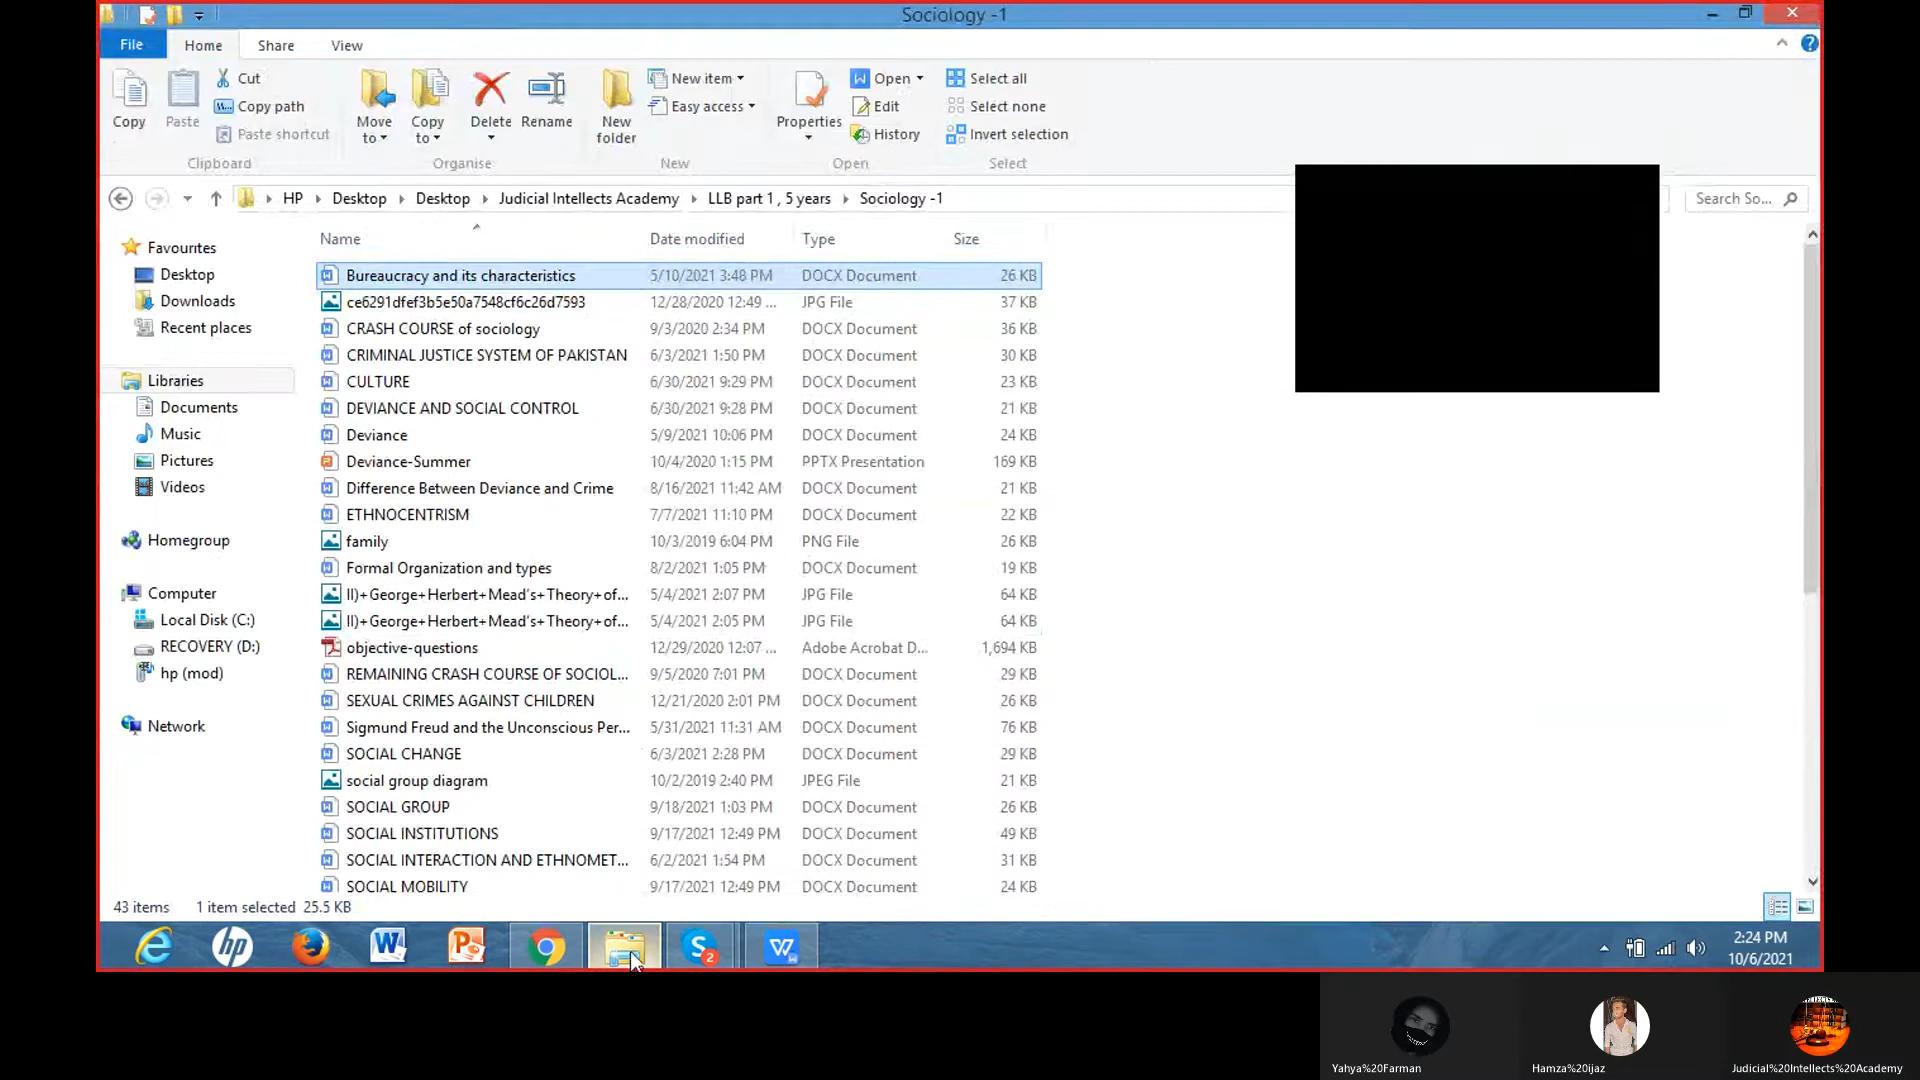 Sociology -1
File Home Share View
Copy
Paste
Cut
Copy path
Paste shortcut
Clipboard
Move to
Copy to
Delete
Rename
Organise
New folder
New item
Easy access
New
Properties
Open
Edit
History
Open
Select all
Select none
Invert selection
Select
HP Desktop Desktop Judicial Intellects Academy LLB part 1 , 5 years Sociology -1
Search So...
Favourites
Desktop
Downloads
Recent places
Libraries
Documents
Music
Pictures
Videos
Homegroup
Computer
Local Disk (C:)
RECOVERY (D:)
hp (mod)
Network
Name Date modified Type Size
Bureaucracy and its characteristics 5/10/2021 3:48 PM DOCX Document 26 KB
ce6291dfef3b5e50a7548cf6c26d7593 12/28/2020 12:49 ... JPG File 37 KB
CRASH COURSE of sociology 9/3/2020 2:34 PM DOCX Document 36 KB
CRIMINAL JUSTICE SYSTEM OF PAKISTAN 6/3/2021 1:50 PM DOCX Document 30 KB
CULTURE 6/30/2021 9:29 PM DOCX Document 23 KB
DEVIANCE AND SOCIAL CONTROL 6/30/2021 9:28 PM DOCX Document 21 KB
Deviance 5/9/2021 10:06 PM DOCX Document 24 KB
Deviance-Summer 10/4/2020 1:15 PM PPTX Presentation 169 KB
Difference Between Deviance and Crime 8/16/2021 11:42 AM DOCX Document 21 KB
ETHNOCENTRISM 7/7/2021 11:10 PM DOCX Document 22 KB
family 10/3/2019 6:04 PM PNG File 26 KB
Formal Organization and types 8/2/2021 1:05 PM DOCX Document 19 KB
II)+George+Herbert+Mead's+Theory+of... 5/4/2021 2:07 PM JPG File 64 KB
II)+George+Herbert+Mead's+Theory+of... 5/4/2021 2:05 PM JPG File 64 KB
objective-questions 12/29/2020 12:07 ... Adobe Acrobat D... 1,694 KB
REMAINING CRASH COURSE OF SOCIOL... 9/5/2020 7:01 PM DOCX Document 29 KB
SEXUAL CRIMES AGAINST CHILDREN 12/21/2020 2:01 PM DOCX Document 26 KB
Sigmund Freud and the Unconscious Per... 5/31/2021 11:31 AM DOCX Document 76 KB
SOCIAL CHANGE 6/3/2021 2:28 PM DOCX Document 29 KB
social group diagram 10/2/2019 2:40 PM JPEG File 21 KB
SOCIAL GROUP 9/18/2021 1:03 PM DOCX Document 26 KB
SOCIAL INSTITUTIONS 9/17/2021 12:49 PM DOCX Document 49 KB
SOCIAL INTERACTION AND ETHNOMET... 6/2/2021 1:54 PM DOCX Document 31 KB
SOCIAL MOBILITY 9/17/2021 12:49 PM DOCX Document 24 KB
43 items 1 item selected 25.5 KB
2:24 PM
10/6/2021
Yahya%20Farman
Hamza%20ijaz
Judicial%20Intellects%20Academy